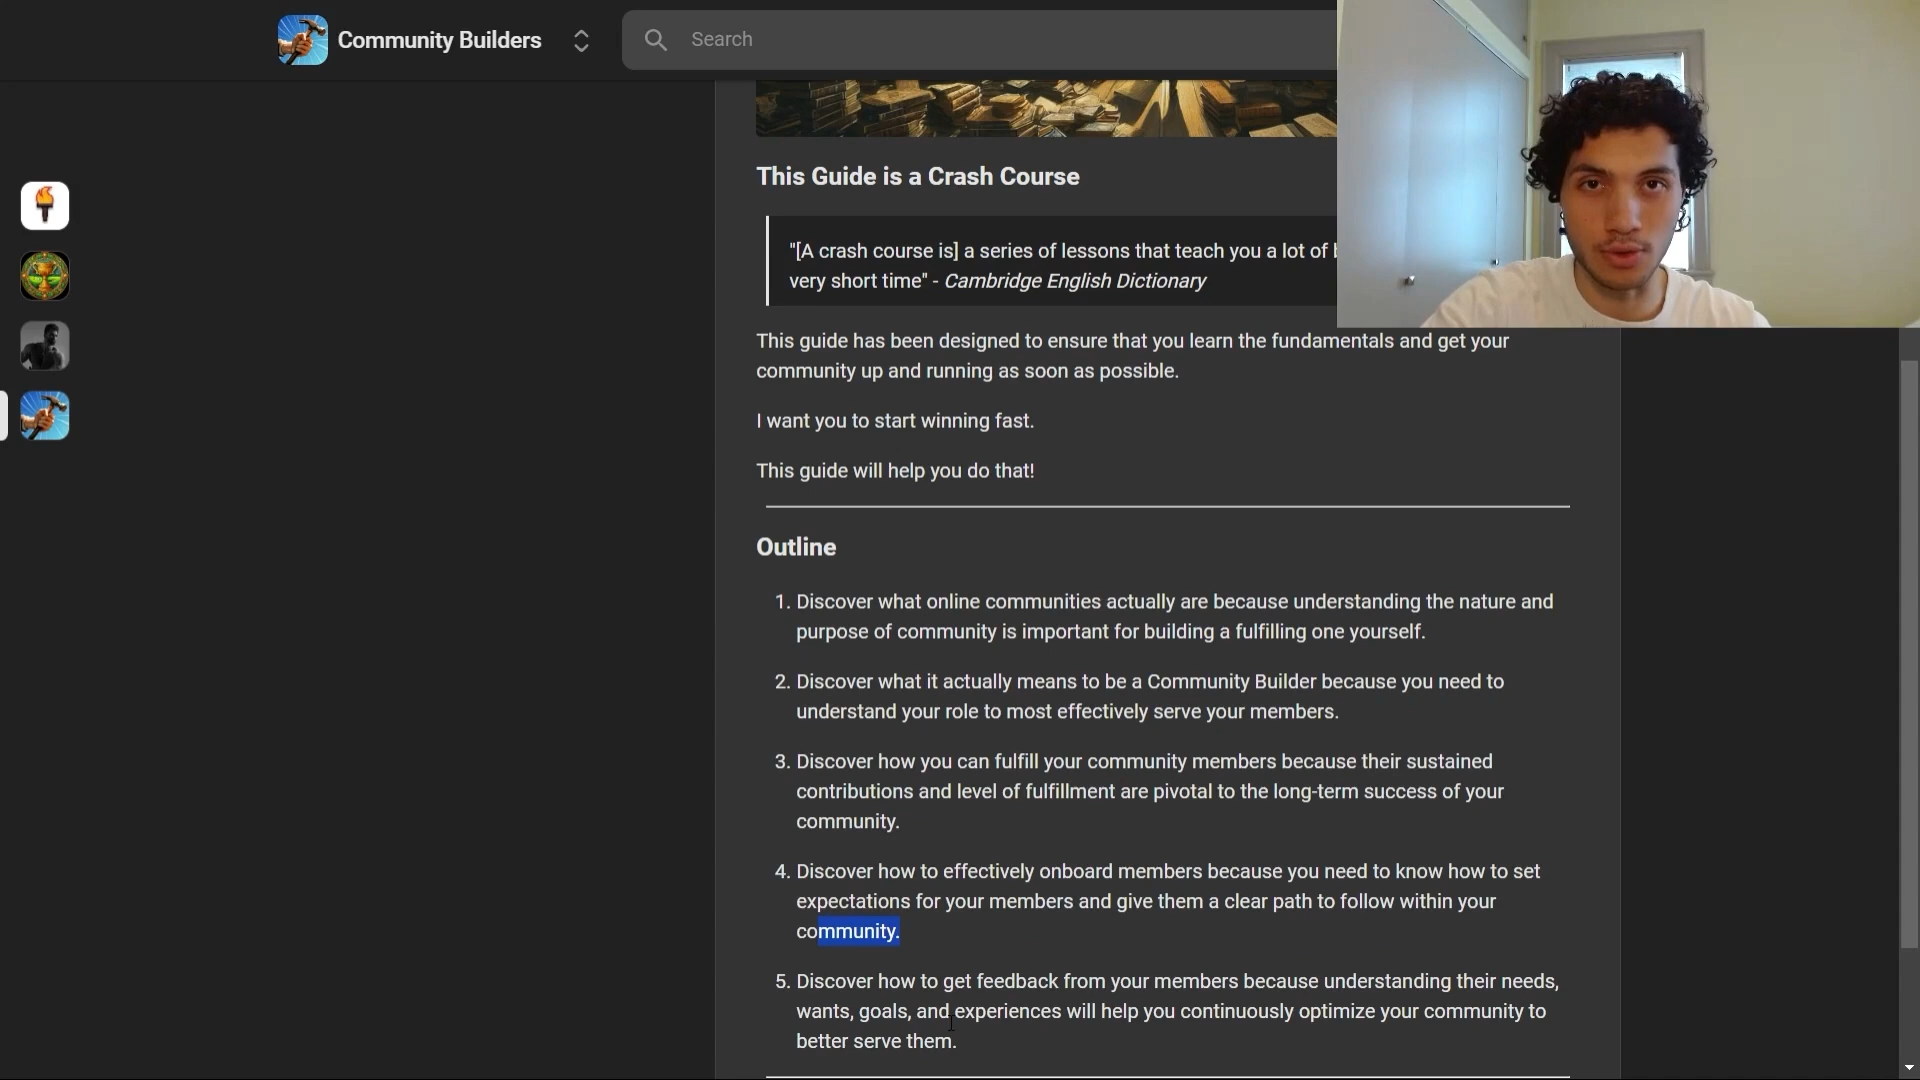 Community Builders
Search
This Guide is a Crash Course
"[A crash course is] a series of lessons that teach you a lot of
very short time" - Cambridge English Dictionary
This guide has been designed to ensure that you learn the fundamentals and get your
community up and running as soon as possible.
I want you to start winning fast.
This guide will help you do that!
Outline
1. Discover what online communities actually are because understanding the nature and
purpose of community is important for building a fulfilling one yourself.
2. Discover what it actually means to be a Community Builder because you need to
understand your role to most effectively serve your members.
3. Discover how you can fulfill your community members because their sustained
contributions and level of fulfillment are pivotal to the long-term success of your
community.
4. Discover how to effectively onboard members because you need to know how to set
expectations for your members and give them a clear path to follow within your
community.
5. Discover how to get feedback from your members because understanding their needs,
wants, goals, and experiences will help you continuously optimize your community to
better serve them.